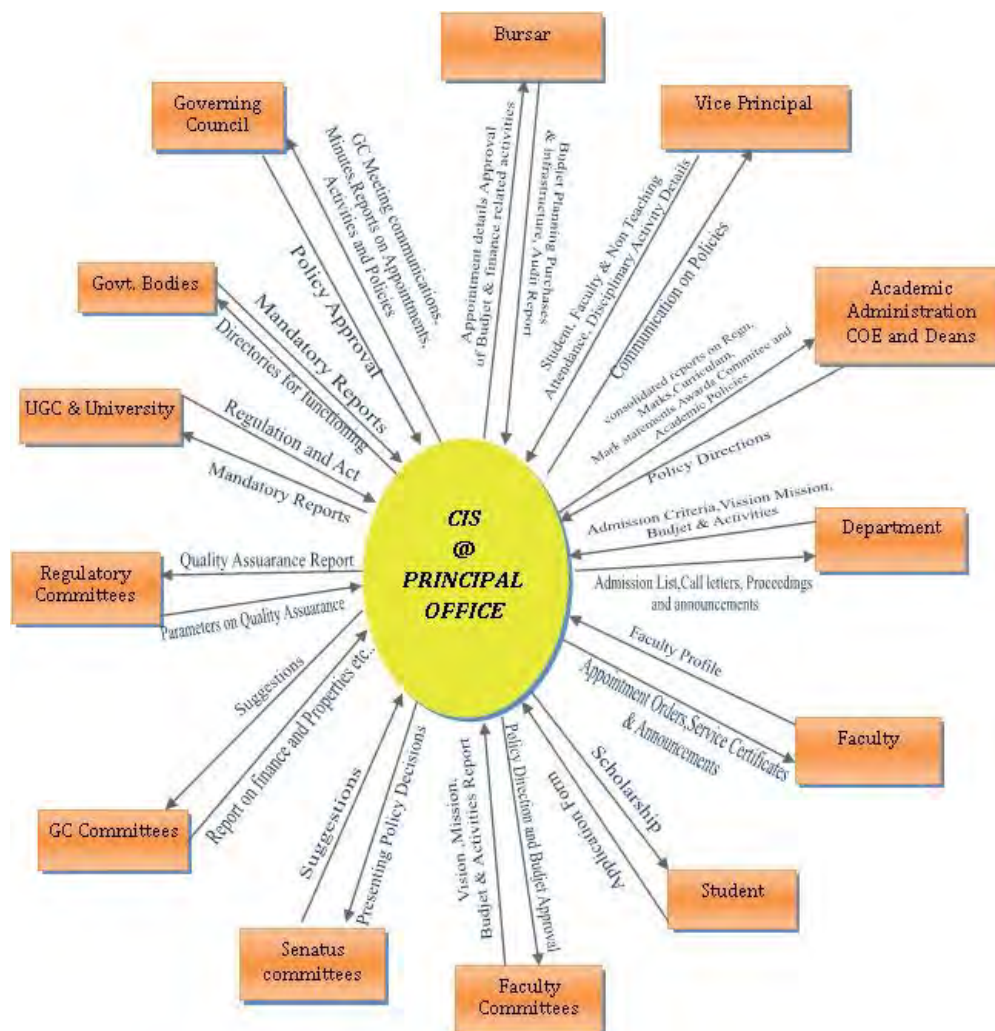 Bursar
Governing
Council
Vice Principal
GC Meeting communications,
Minutes,Reports on Appointments,
Activities and Policies
Policy Approval
Appointment details Approval
of Budjet & finance related activities
Budjet Planning Purchases
& infrastructure, Audit Report
Student, Faculty & Non Teaching
Attendance, Disciplinary Activity Details
Communication on Policies
Govt. Bodies
Mandatory Reports
Directories for functioning
Academic
Administration
COE and Deans
consolidated reports on Regn,
Marks,Curriculam,
Mark statements Awards Commitee and
Academic Policies
Policy Directions
UGC & University
Regulation and Act
Mandatory Reports
CIS
@
PRINCIPAL
OFFICE
Admission Criteria,Vission Mission,
Budjet & Activities
Department
Admission List,Call letters, Proceedings
and announcements
Regulatory
Committees
Quality Assuarance Report
Parameters on Quality Assuarance
Faculty Profile
Appointment Orders,Service Certificates
& Announcements
Faculty
Suggestions
Report on finance and Properties etc..
GC Committees
Suggestions
Presenting Policy Decisions
Senatus
committees
Vision ,Mission,
Budjet & Activities Report
Policy Direction and Budjet Approval
Faculty
Committees
Scholarship
Application Form
Student